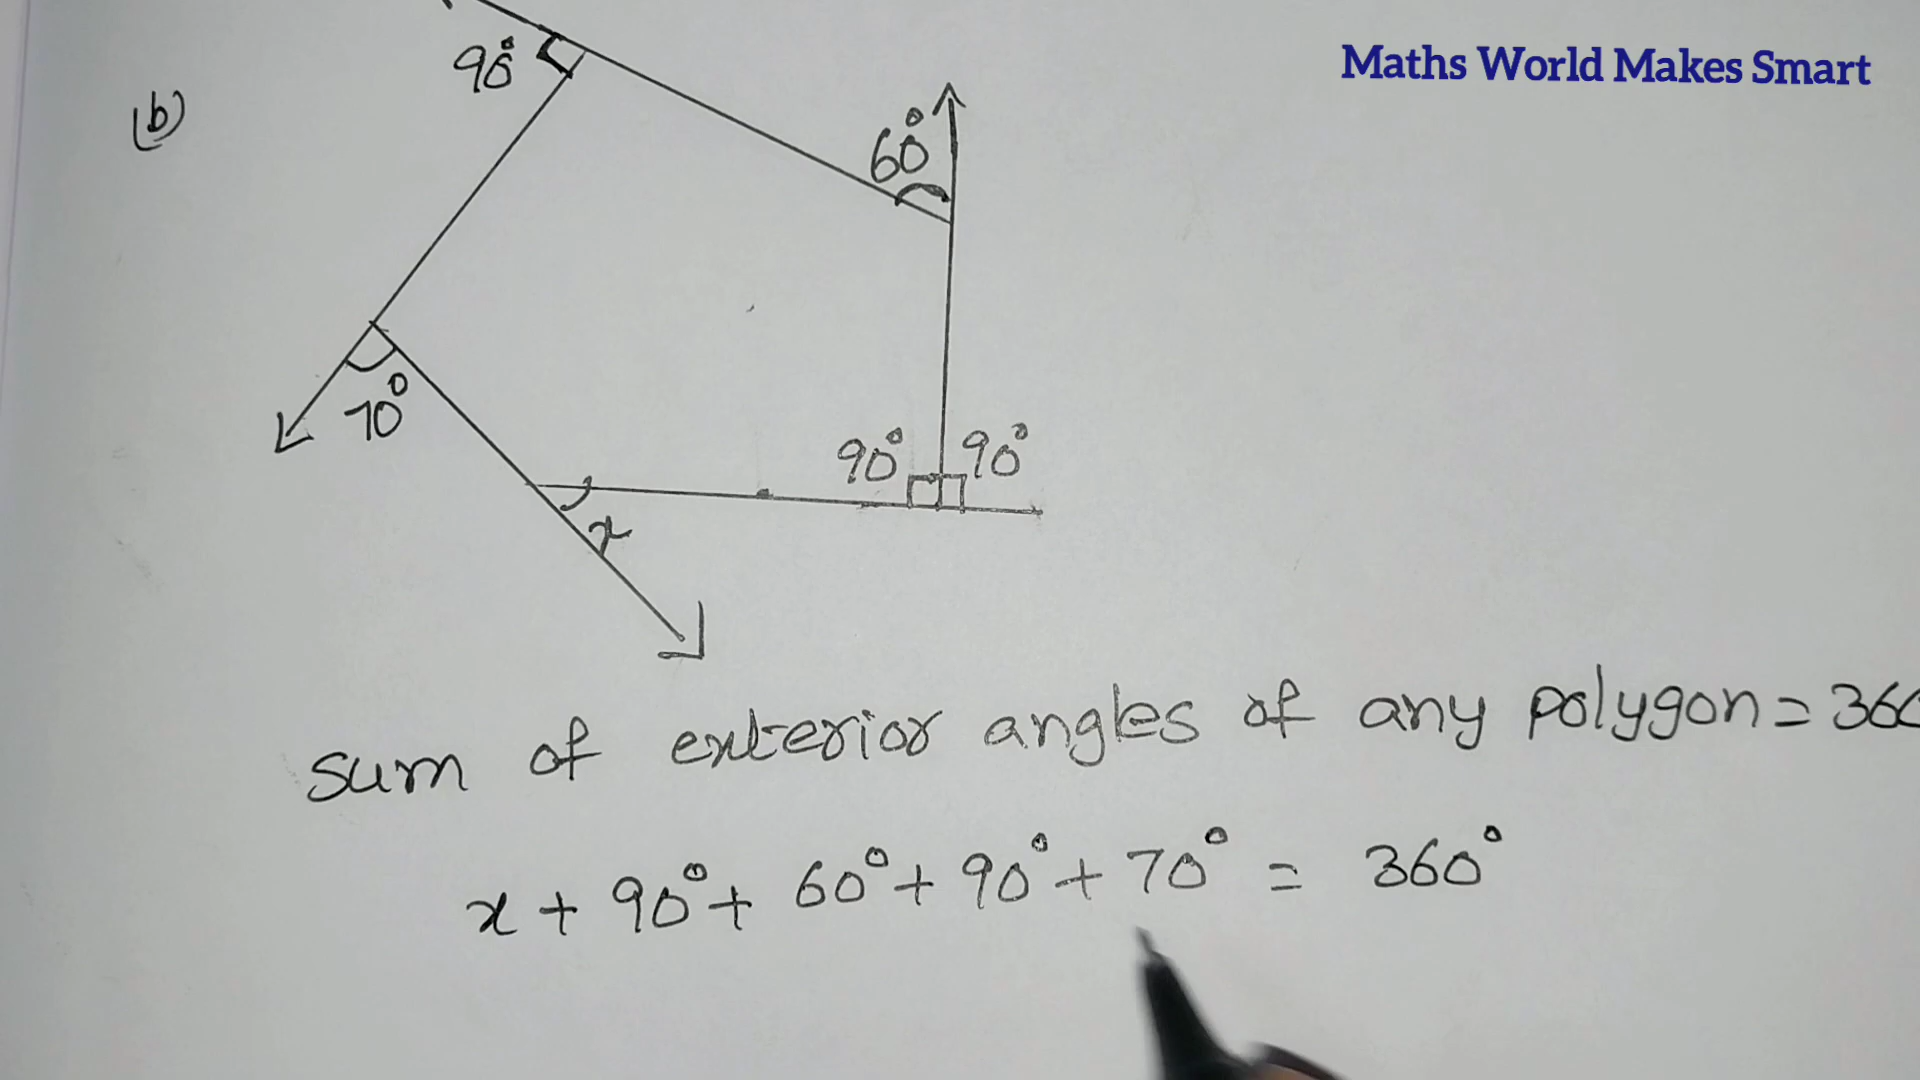 Maths World Makes Smart
(b)
90°
60°
70°
90° 90°
x
sum of exterior angles of any polygon = 360
x + 90° + 60° + 90° + 70° = 360°